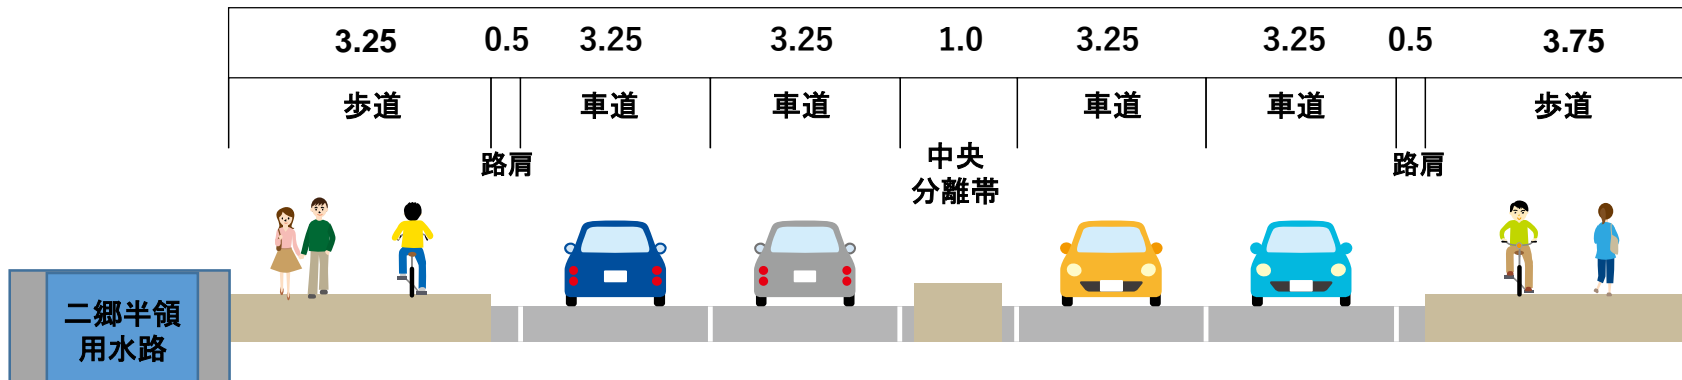 3.25 0.5 3.25 3.25 1.0 3.25 3.25 0.5 3.75
歩道 車道 車道 車道 車道 歩道
路肩 中央 路肩
分離帯
二郷半領
用水路